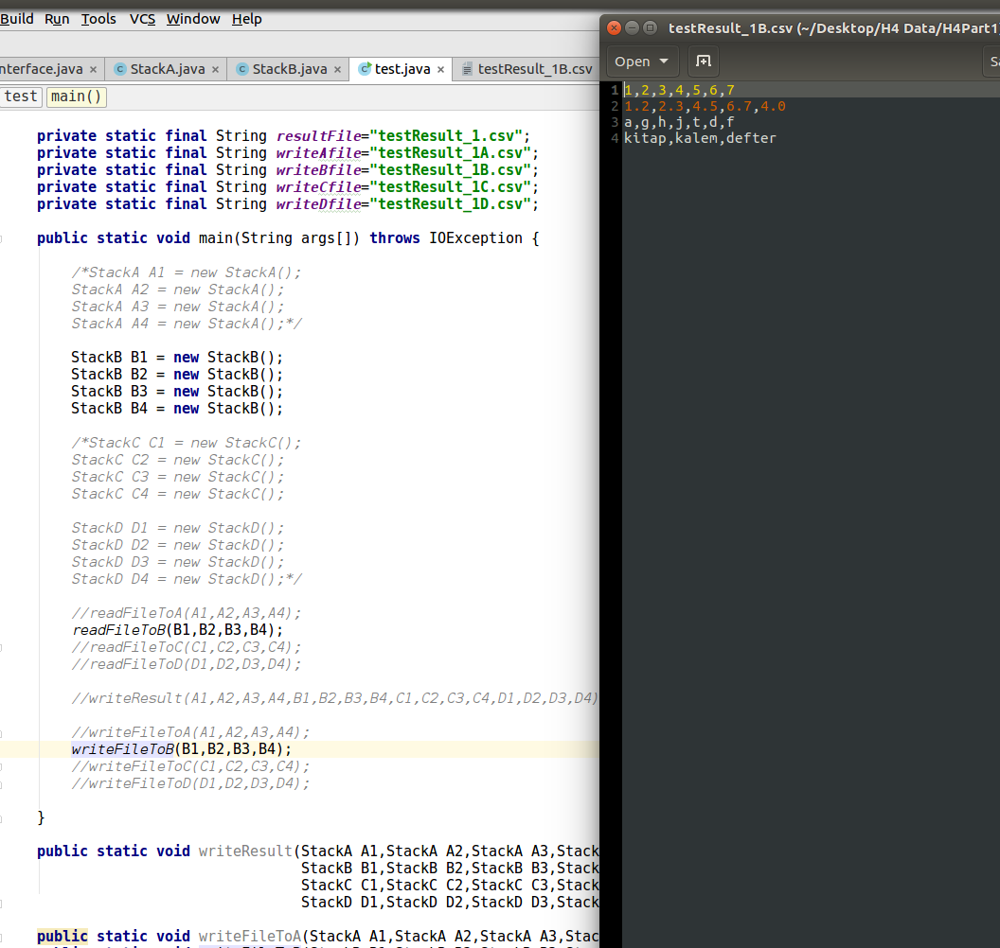 Build Run Tools VCS Window Help
nterface.java × StackA.java × StackB.java × test.java × testResult_1B.csv
test main()
private static final String resultFile="testResult_1.csv";
private static final String writeAfile="testResult_1A.csv";
private static final String writeBfile="testResult_1B.csv";
private static final String writeCfile="testResult_1C.csv";
private static final String writeDfile="testResult_1D.csv";
public static void main(String args[]) throws IOException {
/*StackA A1 = new StackA();
StackA A2 = new StackA();
StackA A3 = new StackA();
StackA A4 = new StackA();*/
StackB B1 = new StackB();
StackB B2 = new StackB();
StackB B3 = new StackB();
StackB B4 = new StackB();
/*StackC C1 = new StackC();
StackC C2 = new StackC();
StackC C3 = new StackC();
StackC C4 = new StackC();
StackD D1 = new StackD();
StackD D2 = new StackD();
StackD D3 = new StackD();
StackD D4 = new StackD();*/
//readFileToA(A1,A2,A3,A4);
readFileToB(B1,B2,B3,B4);
//readFileToC(C1,C2,C3,C4);
//readFileToD(D1,D2,D3,D4);
//writeResult(A1,A2,A3,A4,B1,B2,B3,B4,C1,C2,C3,C4,D1,D2,D3,D4)
//writeFileToA(A1,A2,A3,A4);
writeFileToB(B1,B2,B3,B4);
//writeFileToC(C1,C2,C3,C4);
//writeFileToD(D1,D2,D3,D4);
}
public static void writeResult(StackA A1,StackA A2,StackA A3,Stack
StackB B1,StackB B2,StackB B3,Stack
StackC C1,StackC C2,StackC C3,Stack
StackD D1,StackD D2,StackD D3,Stack
public static void writeFileToA(StackA A1,StackA A2,StackA A3,Stac
testResult_1B.csv (~/Desktop/H4 Data/H4Part1
Open Sa
1 1,2,3,4,5,6,7
2 1.2,2.3,4.5,6.7,4.0
3 a,g,h,j,t,d,f
4 kitap,kalem,defter